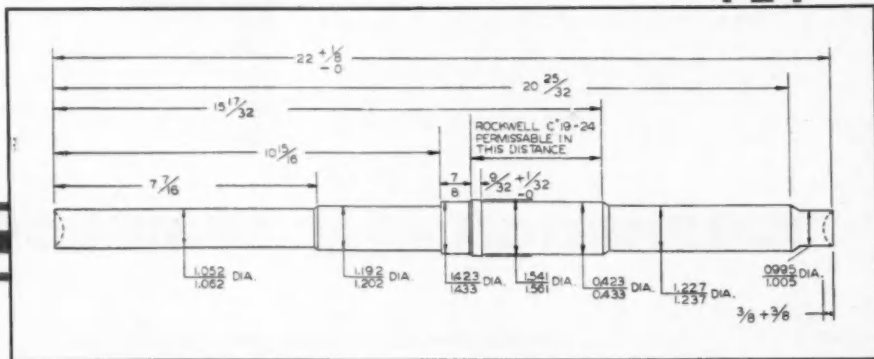 22 +1/8 -0
20 25/32
15 17/32
ROCKWELL C°19-24
PERMISSABLE IN
THIS DISTANCE
10 15/16
7 7/16
7/8
9/32 +1/32 -0
1.052/1.062 DIA.
1.192/1.202 DIA.
1.423/1.433 DIA.
1.541/1.561 DIA.
0.423/0.433 DIA.
1.227/1.237 DIA.
.0995/1.005 DIA.
3/8 + 3/8